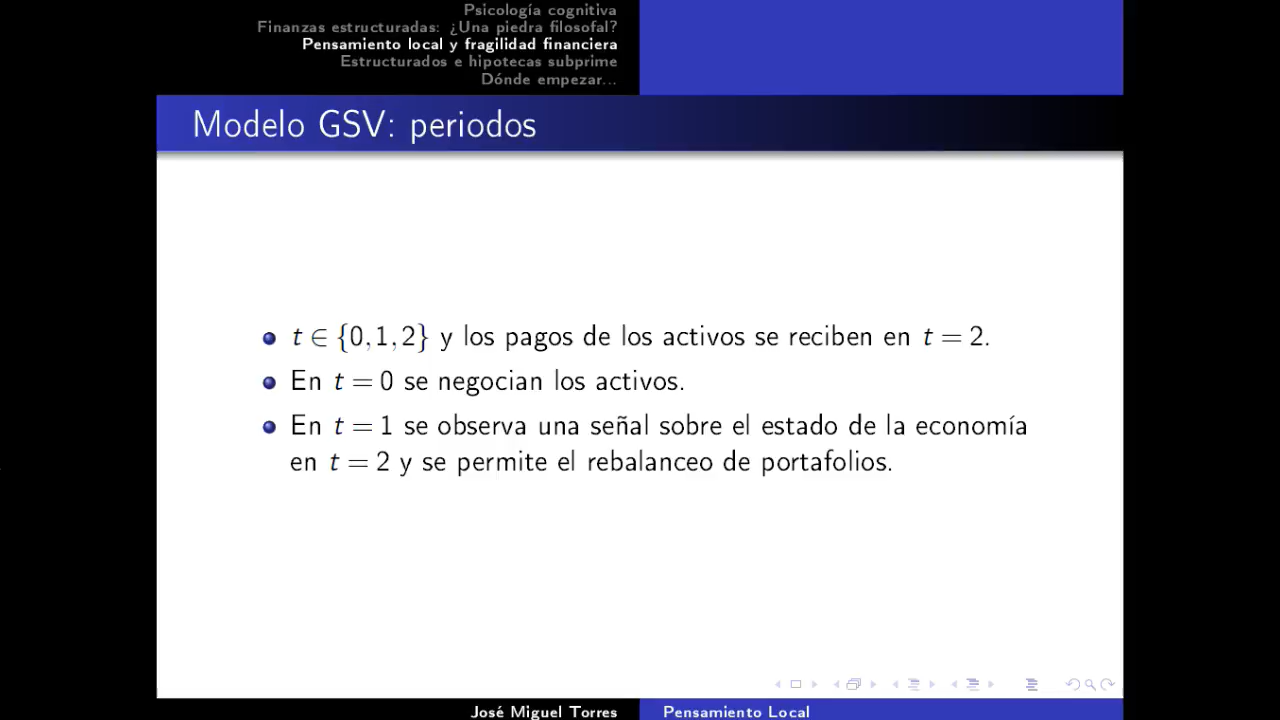 Psicología cognitiva
Finanzas estructuradas: ¿Una piedra filosofal?
Pensamiento local y fragilidad financiera
Estructurados e hipotecas subprime
Dónde empezar...
Modelo GSV: periodos
t ∈ {0, 1, 2} y los pagos de los activos se reciben en t = 2.
En t = 0 se negocian los activos.
En t = 1 se observa una señal sobre el estado de la economía
en t = 2 y se permite el rebalanceo de portafolios.
José Miguel Torres
Pensamiento Local